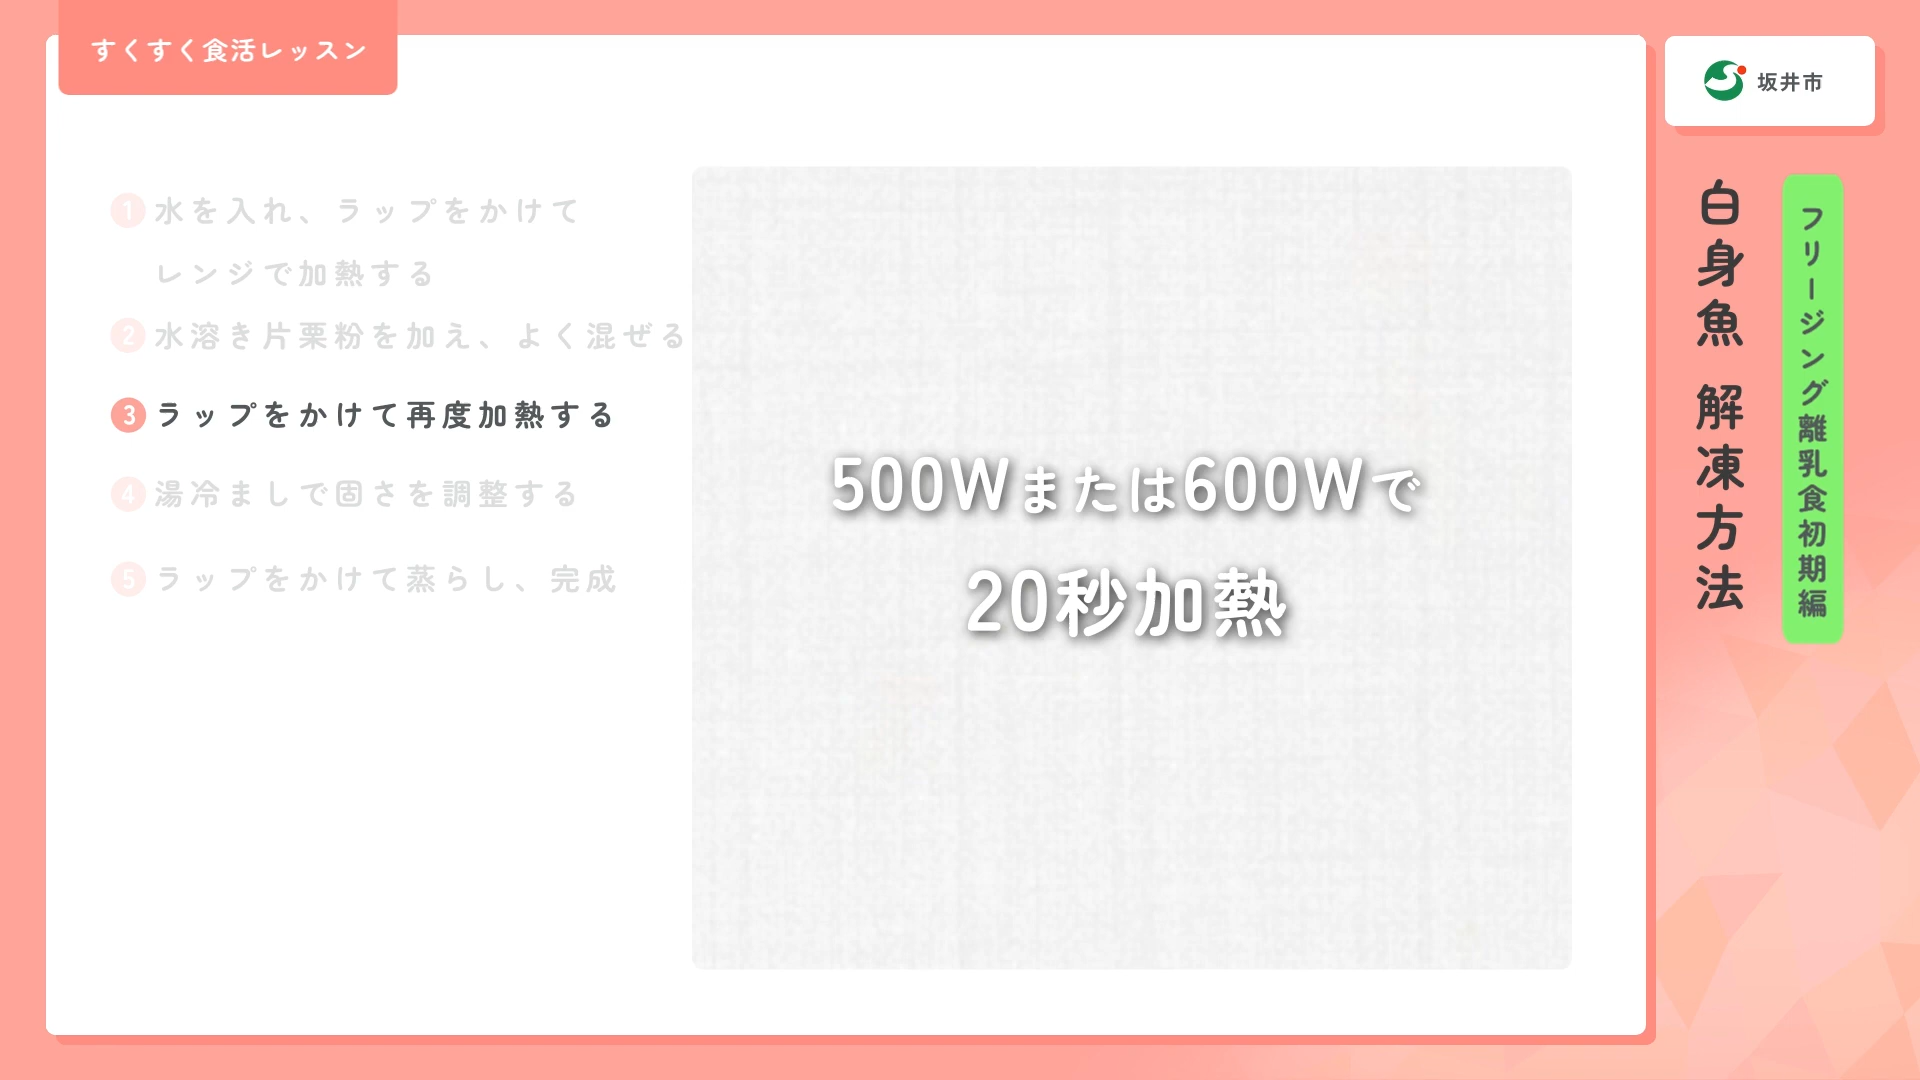 すくすく食活レッスン
坂井市
フリージング離乳食初期編
白身魚 解凍方法
1 水を入れ、ラップをかけて
レンジで加熱する
2 水溶き片栗粉を加え、よく混ぜる
3 ラップをかけて再度加熱する
4 湯冷ましで固さを調整する
5 ラップをかけて蒸らし、完成
500Wまたは600Wで
20秒加熱